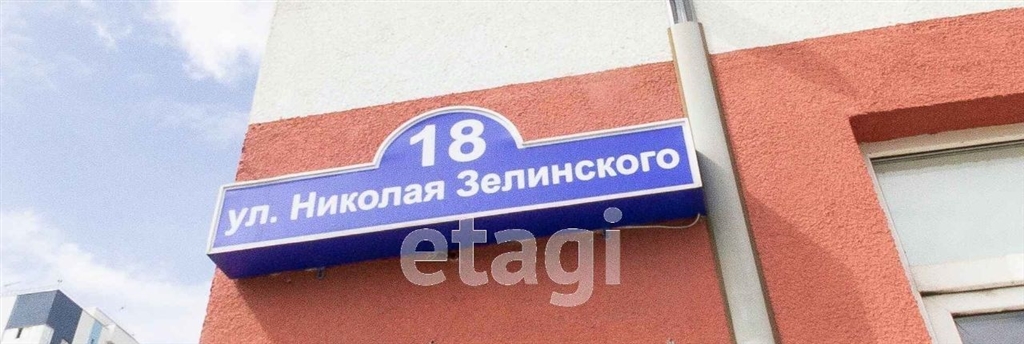 18
ул. Николая Зелинского
etagi